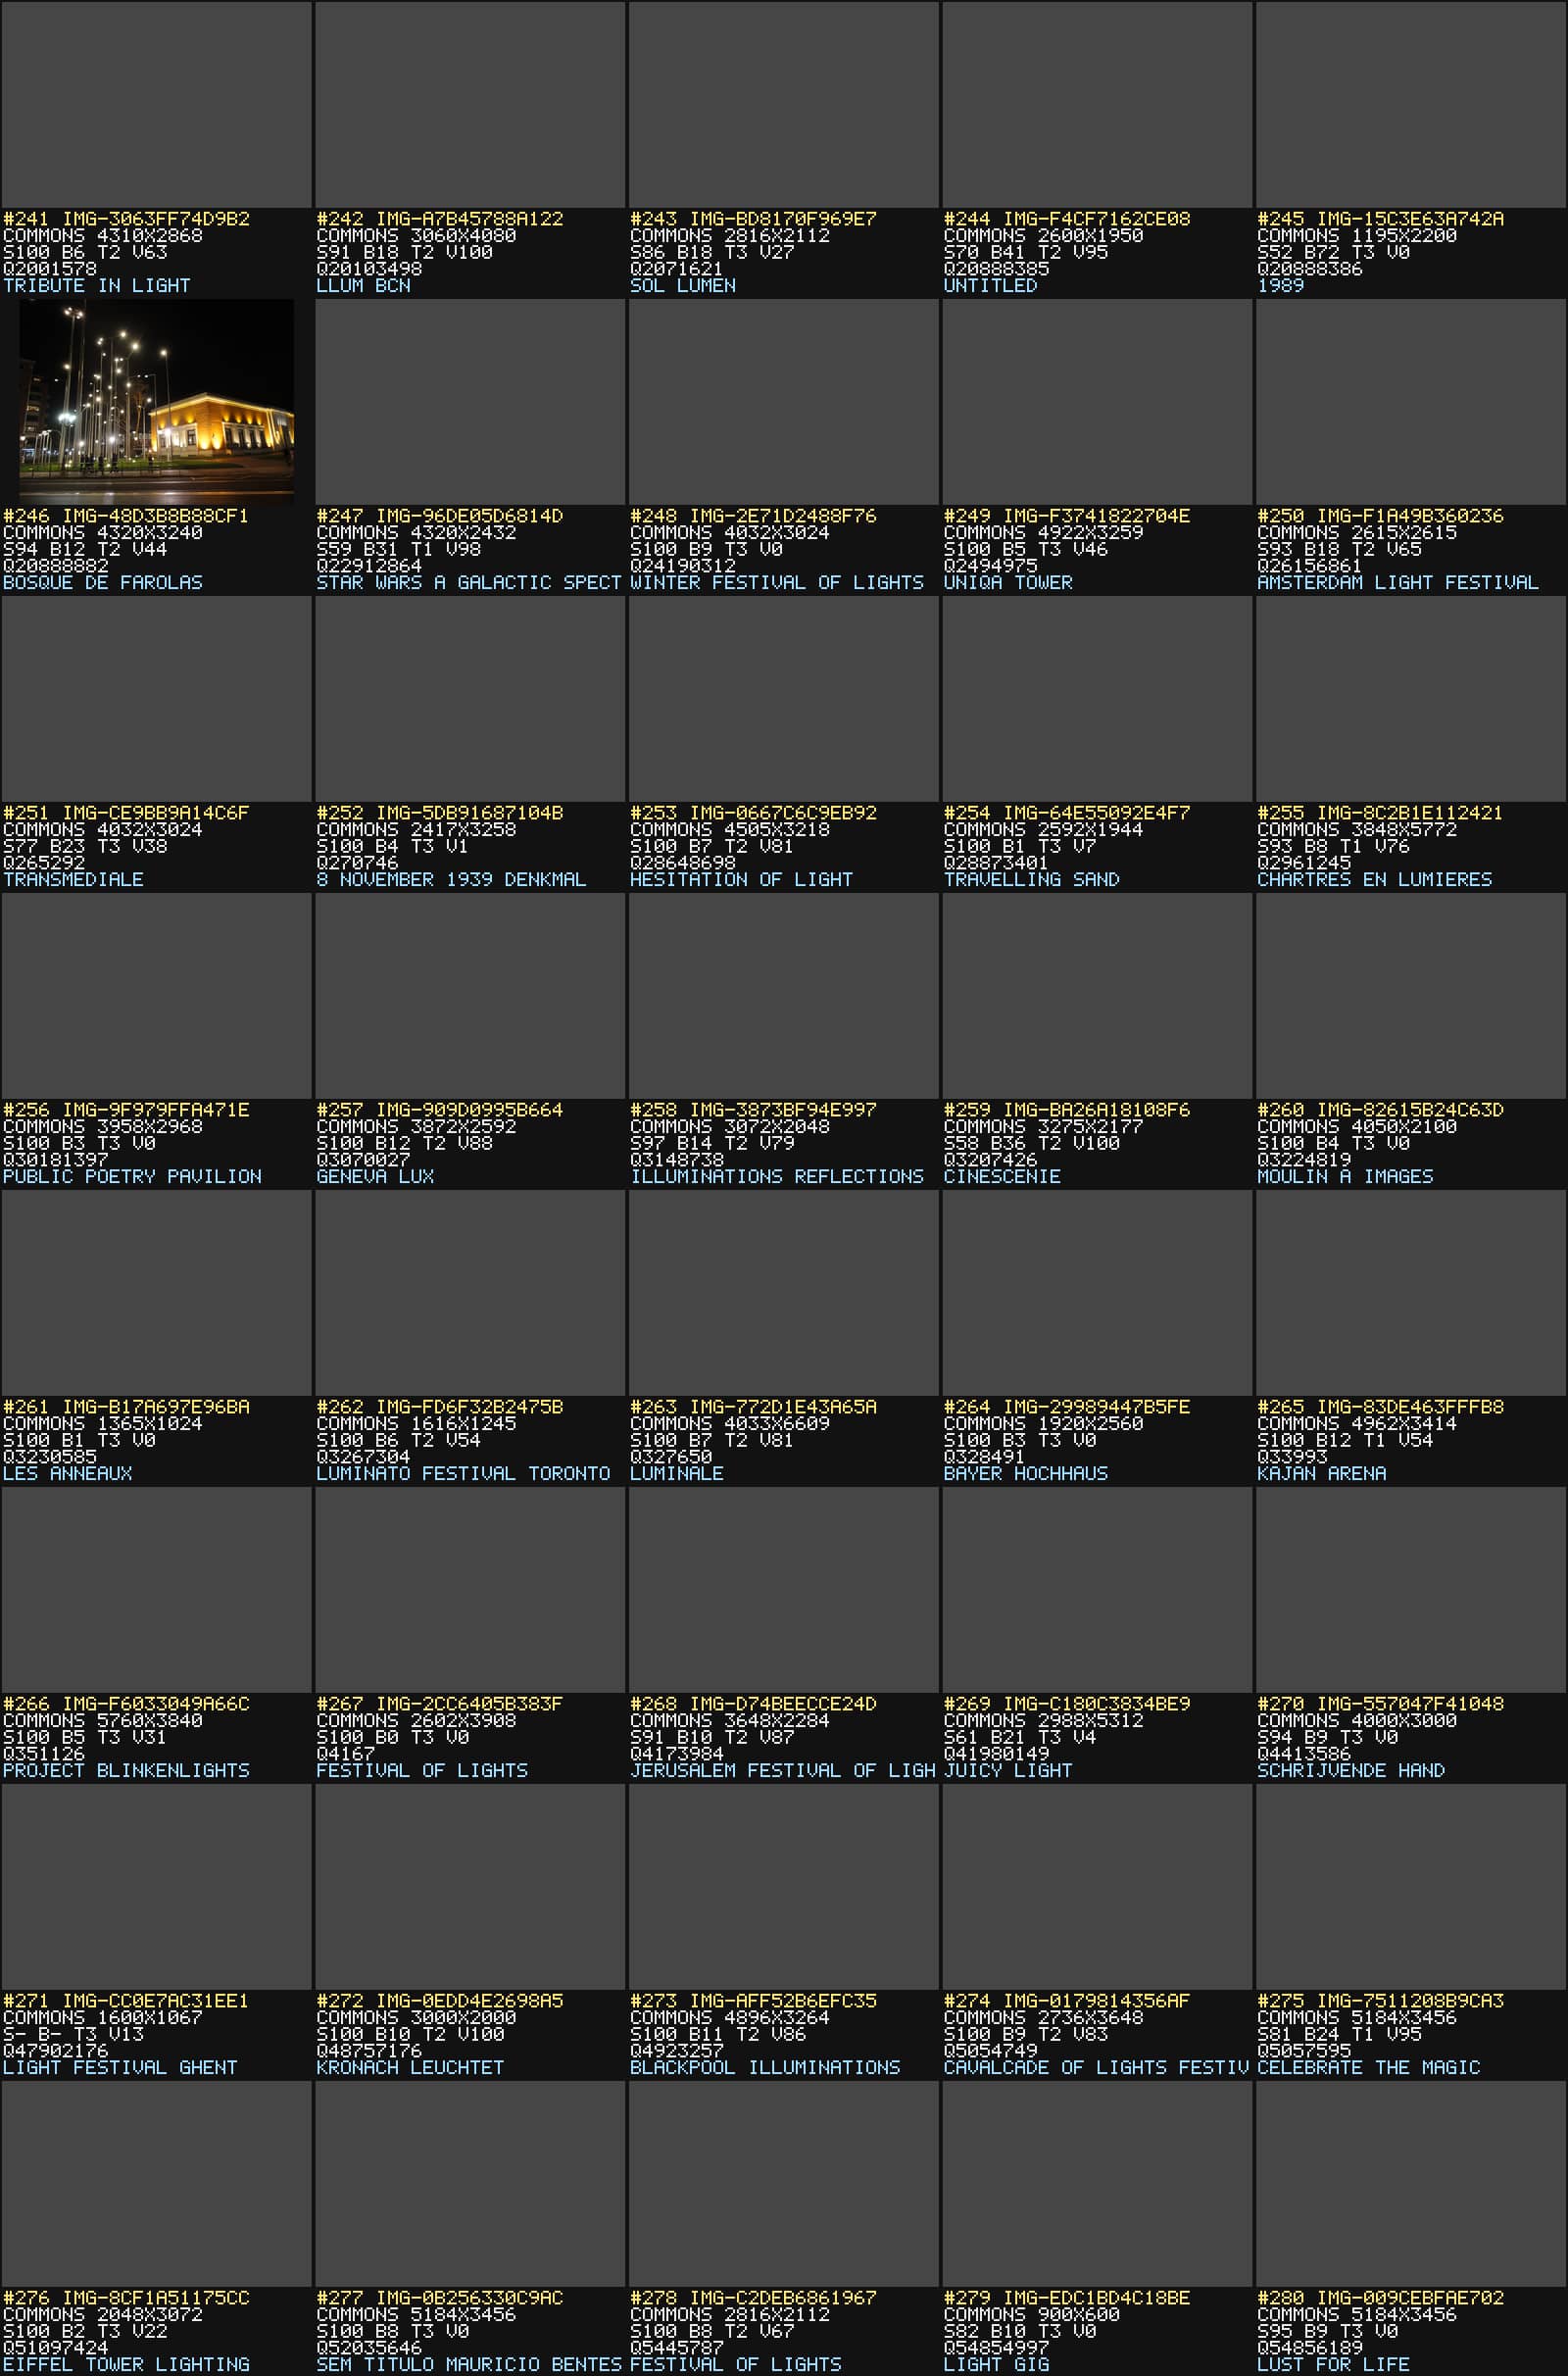 #241 IMG-3063FF74D9B2
COMMONS 4310X2868
S100 B6 T2 V63
Q2001578
TRIBUTE IN LIGHT
#242 IMG-A7B45788A122
COMMONS 3060X4080
S91 B18 T2 V100
Q20103498
LLUM BCN
#243 IMG-BD8170F969E7
COMMONS 2816X2112
S86 B18 T3 V27
Q2071621
SOL LUMEN
#244 IMG-F4CF7162CE08
COMMONS 2600X1950
S70 B41 T2 V95
Q20888385
UNTITLED
#245 IMG-15C3E63A742A
COMMONS 1195X2200
S52 B72 T3 V0
Q20888386
1989
#246 IMG-48D3B8B88CF1
COMMONS 4320X3240
S94 B12 T2 V44
Q20888882
BOSQUE DE FAROLAS
#247 IMG-96DE05D6814D
COMMONS 4320X2432
S59 B31 T1 V98
Q22912864
STAR WARS A GALACTIC SPECT
#248 IMG-2E71D2488F76
COMMONS 4032X3024
S100 B9 T3 V0
Q24190312
WINTER FESTIVAL OF LIGHTS
#249 IMG-F3741822704E
COMMONS 4922X3259
S100 B5 T3 V46
Q2494975
UNIQA TOWER
#250 IMG-F1A49B360236
COMMONS 2615X2615
S93 B18 T2 V65
Q26156861
AMSTERDAM LIGHT FESTIVAL
#251 IMG-CE9BB9A14C6F
COMMONS 4032X3024
S77 B23 T3 V38
Q265292
TRANSMEDIALE
#252 IMG-5DB91687104B
COMMONS 2417X3258
S100 B4 T3 V1
Q270746
8 NOVEMBER 1939 DENKMAL
#253 IMG-0667C6C9EB92
COMMONS 4505X3218
S100 B7 T2 V81
Q28648698
HESITATION OF LIGHT
#254 IMG-64E55092E4F7
COMMONS 2592X1944
S100 B1 T3 V7
Q28873401
TRAVELLING SAND
#255 IMG-8C2B1E112421
COMMONS 3848X5772
S93 B8 T1 V76
Q2961245
CHARTRES EN LUMIERES
#256 IMG-9F979FFA471E
COMMONS 3958X2968
S100 B3 T3 V0
Q30181397
PUBLIC POETRY PAVILION
#257 IMG-909D0995B664
COMMONS 3872X2592
S100 B12 T2 V88
Q3070027
GENEVA LUX
#258 IMG-3873BF94E997
COMMONS 3072X2048
S97 B14 T2 V79
Q3148738
ILLUMINATIONS REFLECTIONS
#259 IMG-BA26A18108F6
COMMONS 3275X2177
S58 B36 T2 V100
Q3207426
CINESCENIE
#260 IMG-82615B24C63D
COMMONS 4050X2100
S100 B4 T3 V0
Q3224819
MOULIN A IMAGES
#261 IMG-B17A697E96BA
COMMONS 1365X1024
S100 B1 T3 V0
Q3230585
LES ANNEAUX
#262 IMG-FD6F32B2475B
COMMONS 1616X1245
S100 B6 T2 V54
Q3267304
LUMINATO FESTIVAL TORONTO
#263 IMG-772D1E43A65A
COMMONS 4033X6609
S100 B7 T2 V81
Q327650
LUMINALE
#264 IMG-29989447B5FE
COMMONS 1920X2560
S100 B3 T3 V0
Q328491
BAYER HOCHHAUS
#265 IMG-83DE463FFFB8
COMMONS 4962X3414
S100 B12 T1 V54
Q33993
KAJAN ARENA
#266 IMG-F6033049A66C
COMMONS 5760X3840
S100 B5 T3 V31
Q351126
PROJECT BLINKENLIGHTS
#267 IMG-2CC6405B383F
COMMONS 2602X3908
S100 B0 T3 V0
Q4167
FESTIVAL OF LIGHTS
#268 IMG-D74BEECCE24D
COMMONS 3648X2284
S91 B10 T2 V87
Q4173984
JERUSALEM FESTIVAL OF LIGH
#269 IMG-C180C3834BE9
COMMONS 2988X5312
S61 B21 T3 V4
Q41980149
JUICY LIGHT
#270 IMG-557047F41048
COMMONS 4000X3000
S94 B9 T3 V0
Q4413586
SCHRIJVENDE HAND
#271 IMG-CC0E7AC31EE1
COMMONS 1600X1067
S- B- T3 V13
Q47902176
LIGHT FESTIVAL GHENT
#272 IMG-0EDD4E2698A5
COMMONS 3000X2000
S100 B10 T2 V100
Q48757176
KRONACH LEUCHTET
#273 IMG-AFF52B6EFC35
COMMONS 4896X3264
S100 B11 T2 V86
Q4923257
BLACKPOOL ILLUMINATIONS
#274 IMG-0179814356AF
COMMONS 2736X3648
S100 B9 T2 V83
Q5054749
CAVALCADE OF LIGHTS FESTIV
#275 IMG-7511208B9CA3
COMMONS 5184X3456
S81 B24 T1 V95
Q5057595
CELEBRATE THE MAGIC
#276 IMG-8CF1A51175CC
COMMONS 2048X3072
S100 B2 T3 V22
Q51097424
EIFFEL TOWER LIGHTING
#277 IMG-0B256330C9AC
COMMONS 5184X3456
S100 B8 T3 V0
Q52035646
SEM TITULO MAURICIO BENTES
#278 IMG-C2DEB6861967
COMMONS 2816X2112
S100 B8 T2 V67
Q5445787
FESTIVAL OF LIGHTS
#279 IMG-EDC1BD4C18BE
COMMONS 900X600
S82 B10 T3 V0
Q54854997
LIGHT GIG
#280 IMG-009CEBFAE702
COMMONS 5184X3456
S95 B9 T3 V0
Q54856189
LUST FOR LIFE